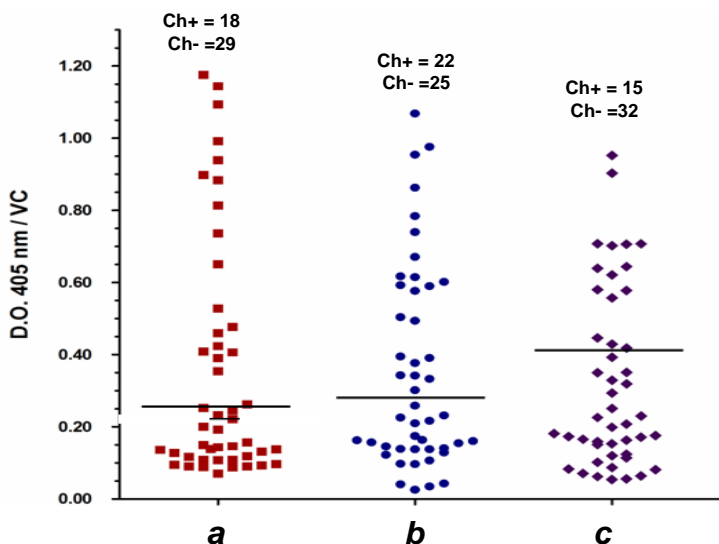 Ch+ = 18
Ch- =29
Ch+ = 22
Ch- =25
Ch+ = 15
Ch- =32
D.O. 405 nm / VC
1.20
1.00
0.80
0.60
0.40
0.20
0.00
a
b
c